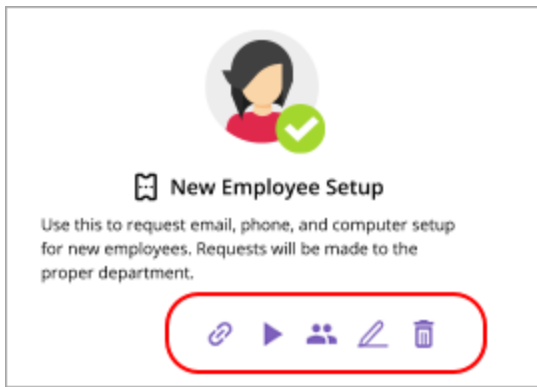 New Employee Setup
Use this to request email, phone, and computer setup
for new employees. Requests will be made to the
proper department.